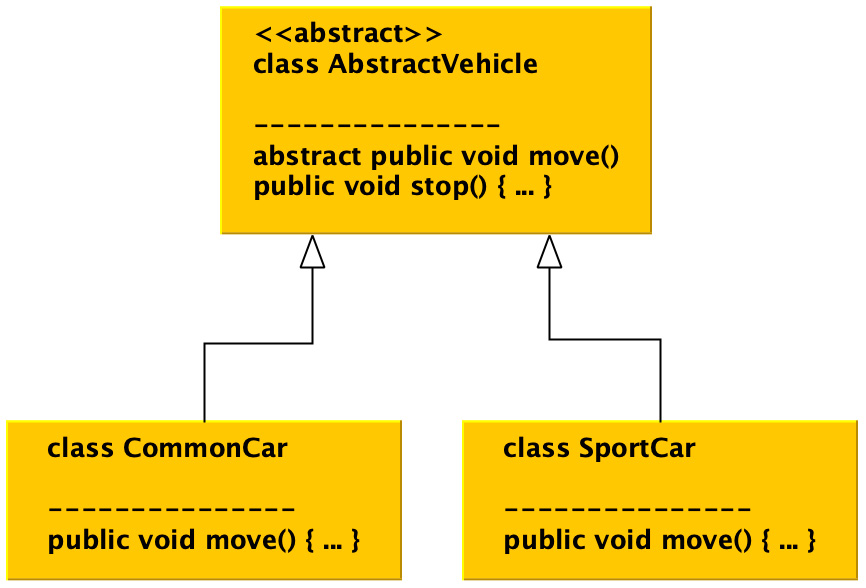 <<abstract>>
class AbstractVehicle
---------------
abstract public void move()
public void stop() { ... }
class CommonCar
---------------
public void move() { ... }
class SportCar
---------------
public void move() { ... }